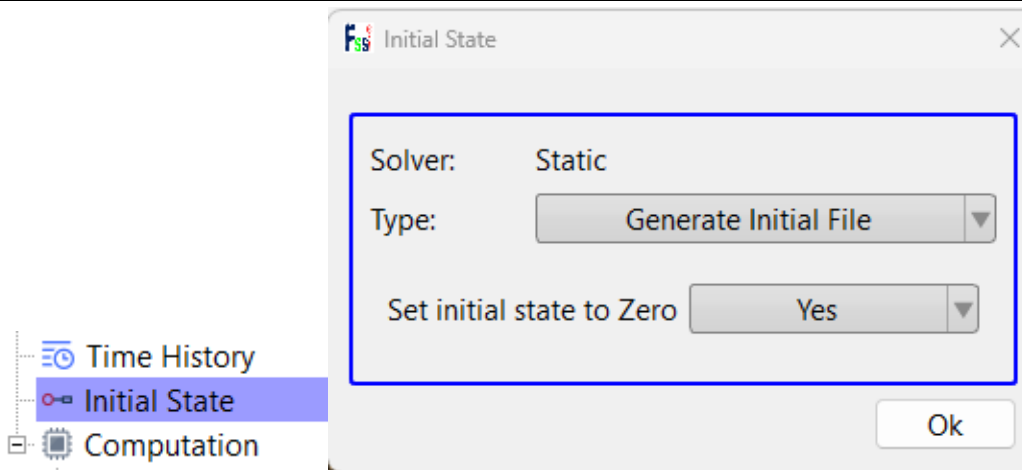 Fss Initial State
Solver: Static
Type: Generate Initial File
Set initial state to Zero Yes
Time History
Initial State
Computation
Ok